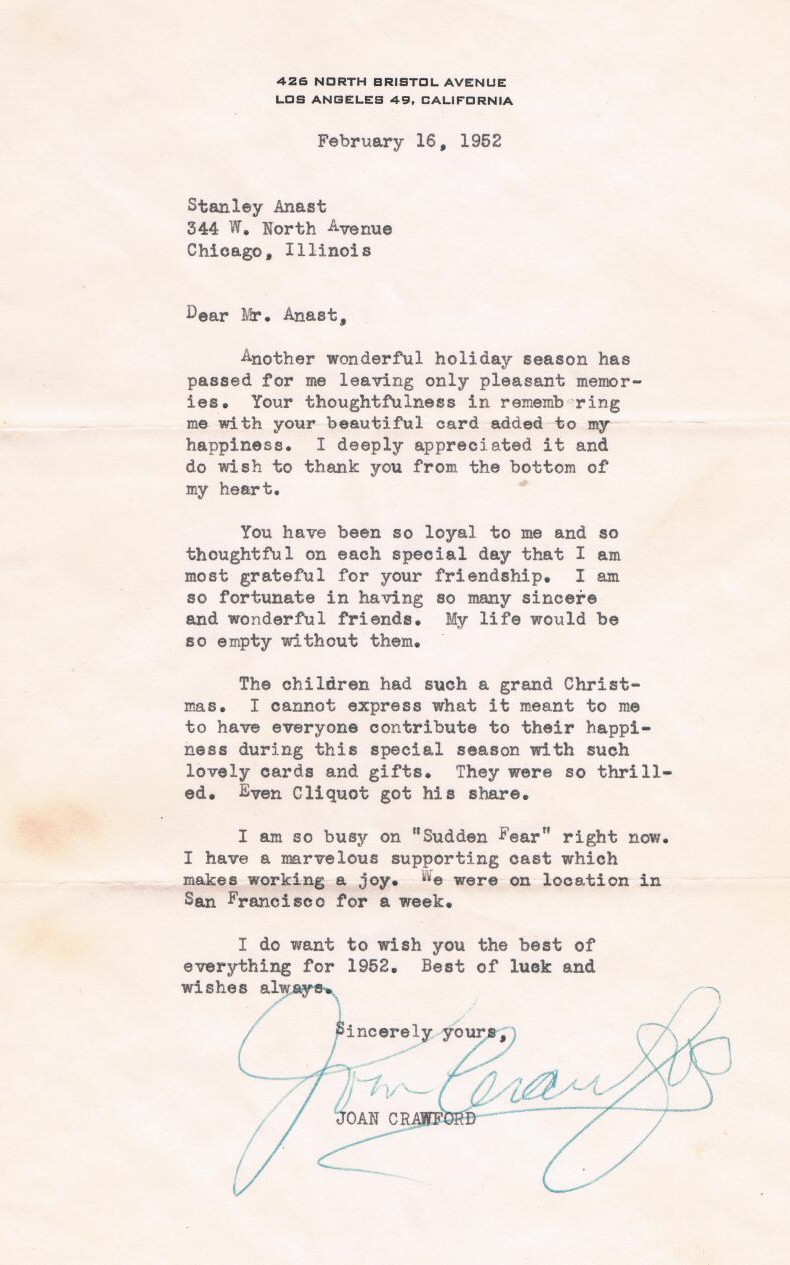 426 NORTH BRISTOL AVENUE
LOS ANGELES 49, CALIFORNIA
February 16, 1952
Stanley Anast
344 W. North Avenue
Chicago, Illinois
Dear Mr. Anast,
Another wonderful holiday season has
passed for me leaving only pleasant memor-
ies. Your thoughtfulness in remembering
me with your beautiful card added to my
happiness. I deeply appreciated it and
do wish to thank you from the bottom of
my heart.
You have been so loyal to me and so
thoughtful on each special day that I am
most grateful for your friendship. I am
so fortunate in having so many sincere
and wonderful friends. My life would be
so empty without them.
The children had such a grand Christ-
mas. I cannot express what it meant to me
to have everyone contribute to their happi-
ness during this special season with such
lovely cards and gifts. They were so thrill-
ed. Even Cliquot got his share.
I am so busy on "Sudden Fear" right now.
I have a marvelous supporting cast which
makes working a joy. We were on location in
San Francisco for a week.
I do want to wish you the best of
everything for 1952. Best of luck and
wishes always.
Sincerely yours,
Joan Crawford
JOAN CRAWFORD